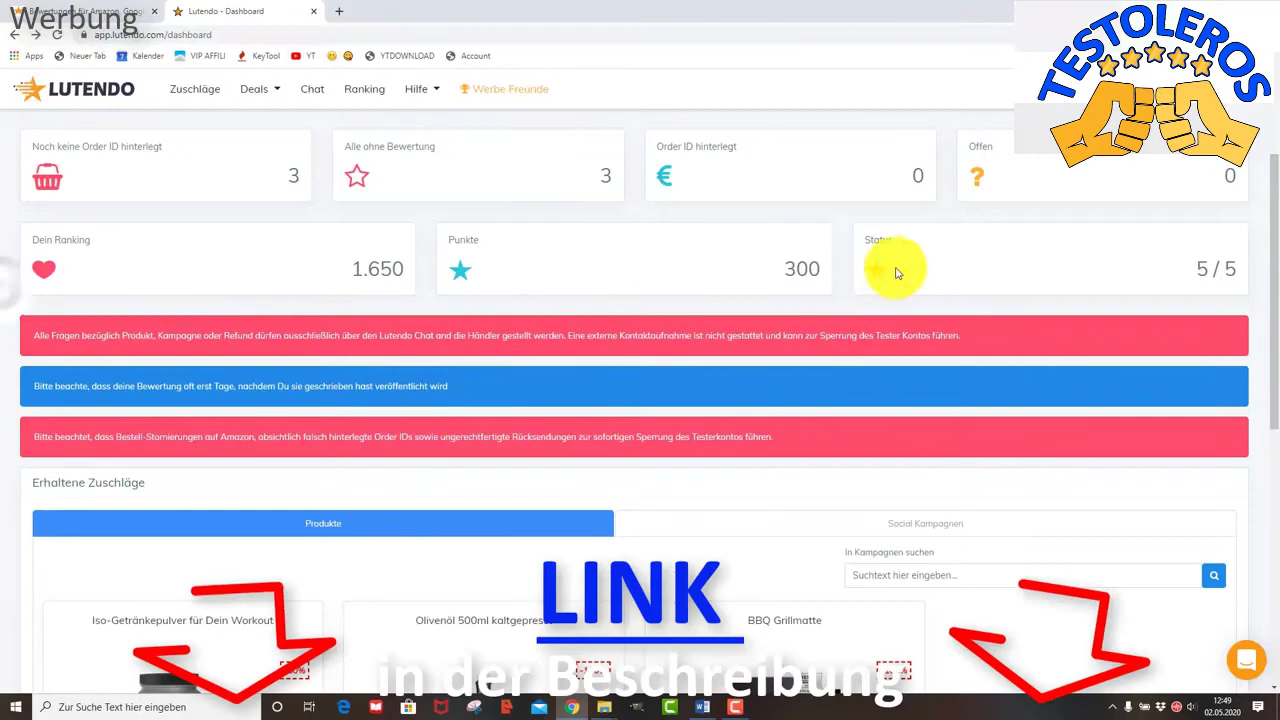 Werbung
Bewertungen für Amazon, Goog
Lutendo - Dashboard
app.lutendo.com/dashboard
Apps
Neuer Tab
Kalender
VIP AFFILI
KeyTool
YT
YTDOWNLOAD
Account
TESTOLEROS
LUTENDO
Zuschläge
Deals
Chat
Ranking
Hilfe
Werbe Freunde
Noch keine Order ID hinterlegt
3
Alle ohne Bewertung
3
Order ID hinterlegt
0
Offen
0
Dein Ranking
1.650
Punkte
300
Status
5 / 5
Alle Fragen bezüglich Produkt, Kampagne oder Refund dürfen ausschließlich über den Lutendo Chat and die Händler gestellt werden. Eine externe Kontaktaufnahme ist nicht gestattet und kann zur Sperrung des Tester Kontos führen.
Bitte beachte, dass deine Bewertung oft erst Tage, nachdem Du sie geschrieben hast veröffentlicht wird
Bitte beachtet, dass Bestell-Stornierungen auf Amazon, absichtlich falsch hinterlegte Order IDs sowie ungerechtfertigte Rücksendungen zur sofortigen Sperrung des Testerkontos führen.
Erhaltene Zuschläge
Produkte
Social Kampagnen
In Kampagnen suchen
Suchtext hier eingeben...
Iso-Getränkepulver für Dein Workout
Olivenöl 500ml kaltgepress
BBQ Grillmatte
LINK
in der Beschreibung
Zur Suche Text hier eingeben
12:49
02.05.2020